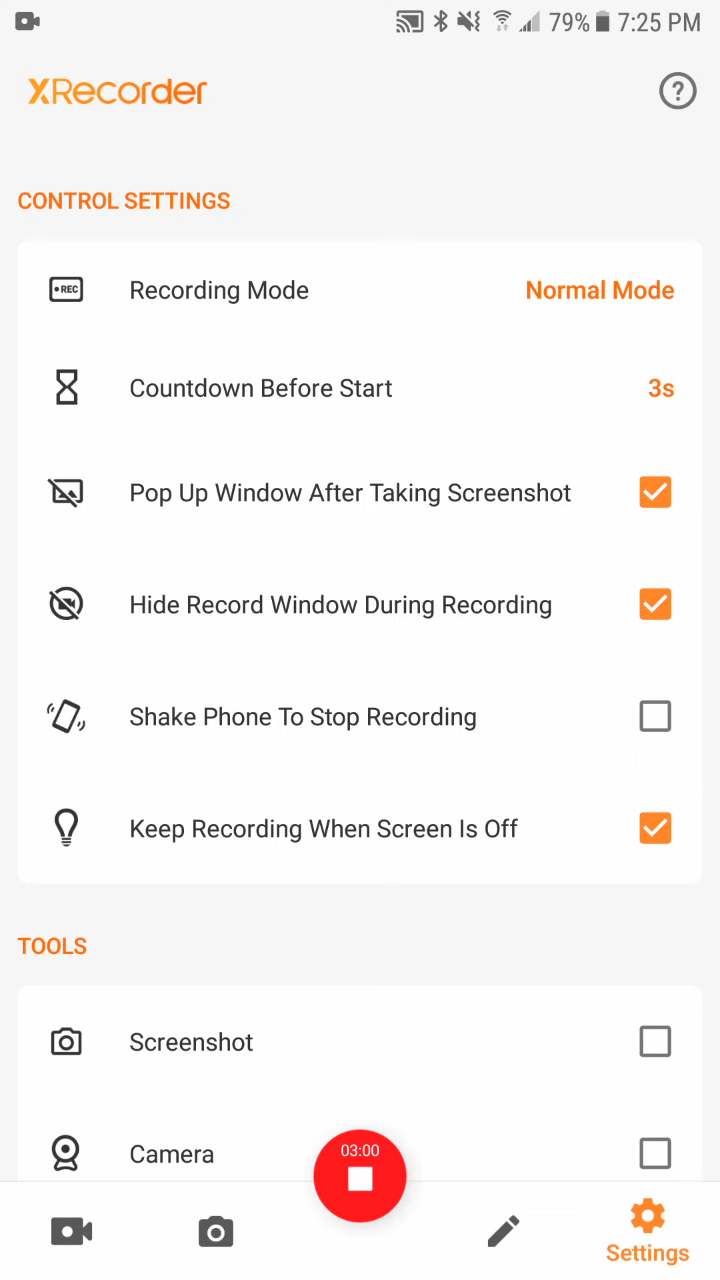 79% 7:25 PM
XRecorder
?
CONTROL SETTINGS
REC Recording Mode Normal Mode
Countdown Before Start 3s
Pop Up Window After Taking Screenshot
Hide Record Window During Recording
Shake Phone To Stop Recording
Keep Recording When Screen Is Off
TOOLS
Screenshot
Camera
03:00
Settings